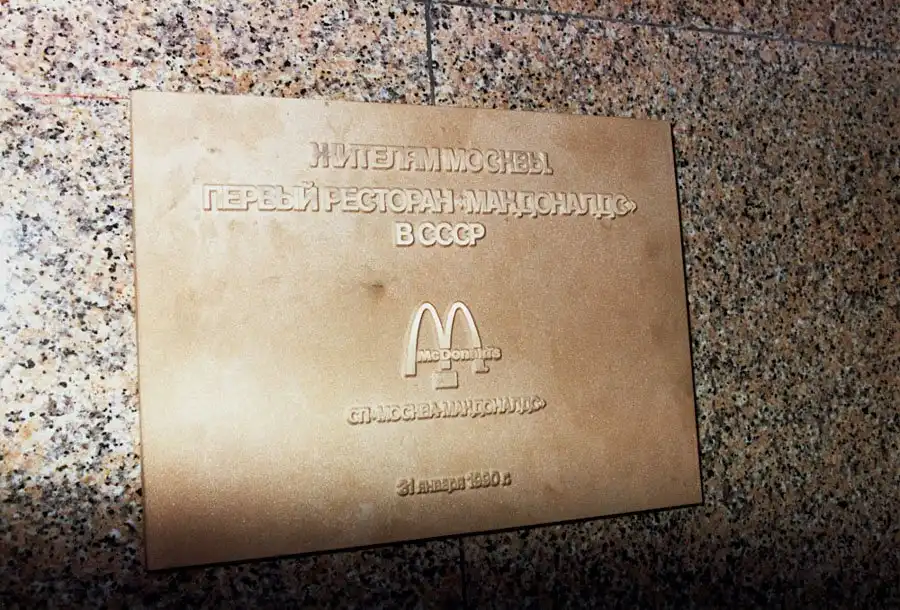 ЖИТЕЛЯМ МОСКВЫ
ПЕРВЫЙ РЕСТОРАН «МАКДОНАЛДС»
В СССР
McDonald's
СП «МОСКВА-МАКДОНАЛДС»
31 января 1990 г.